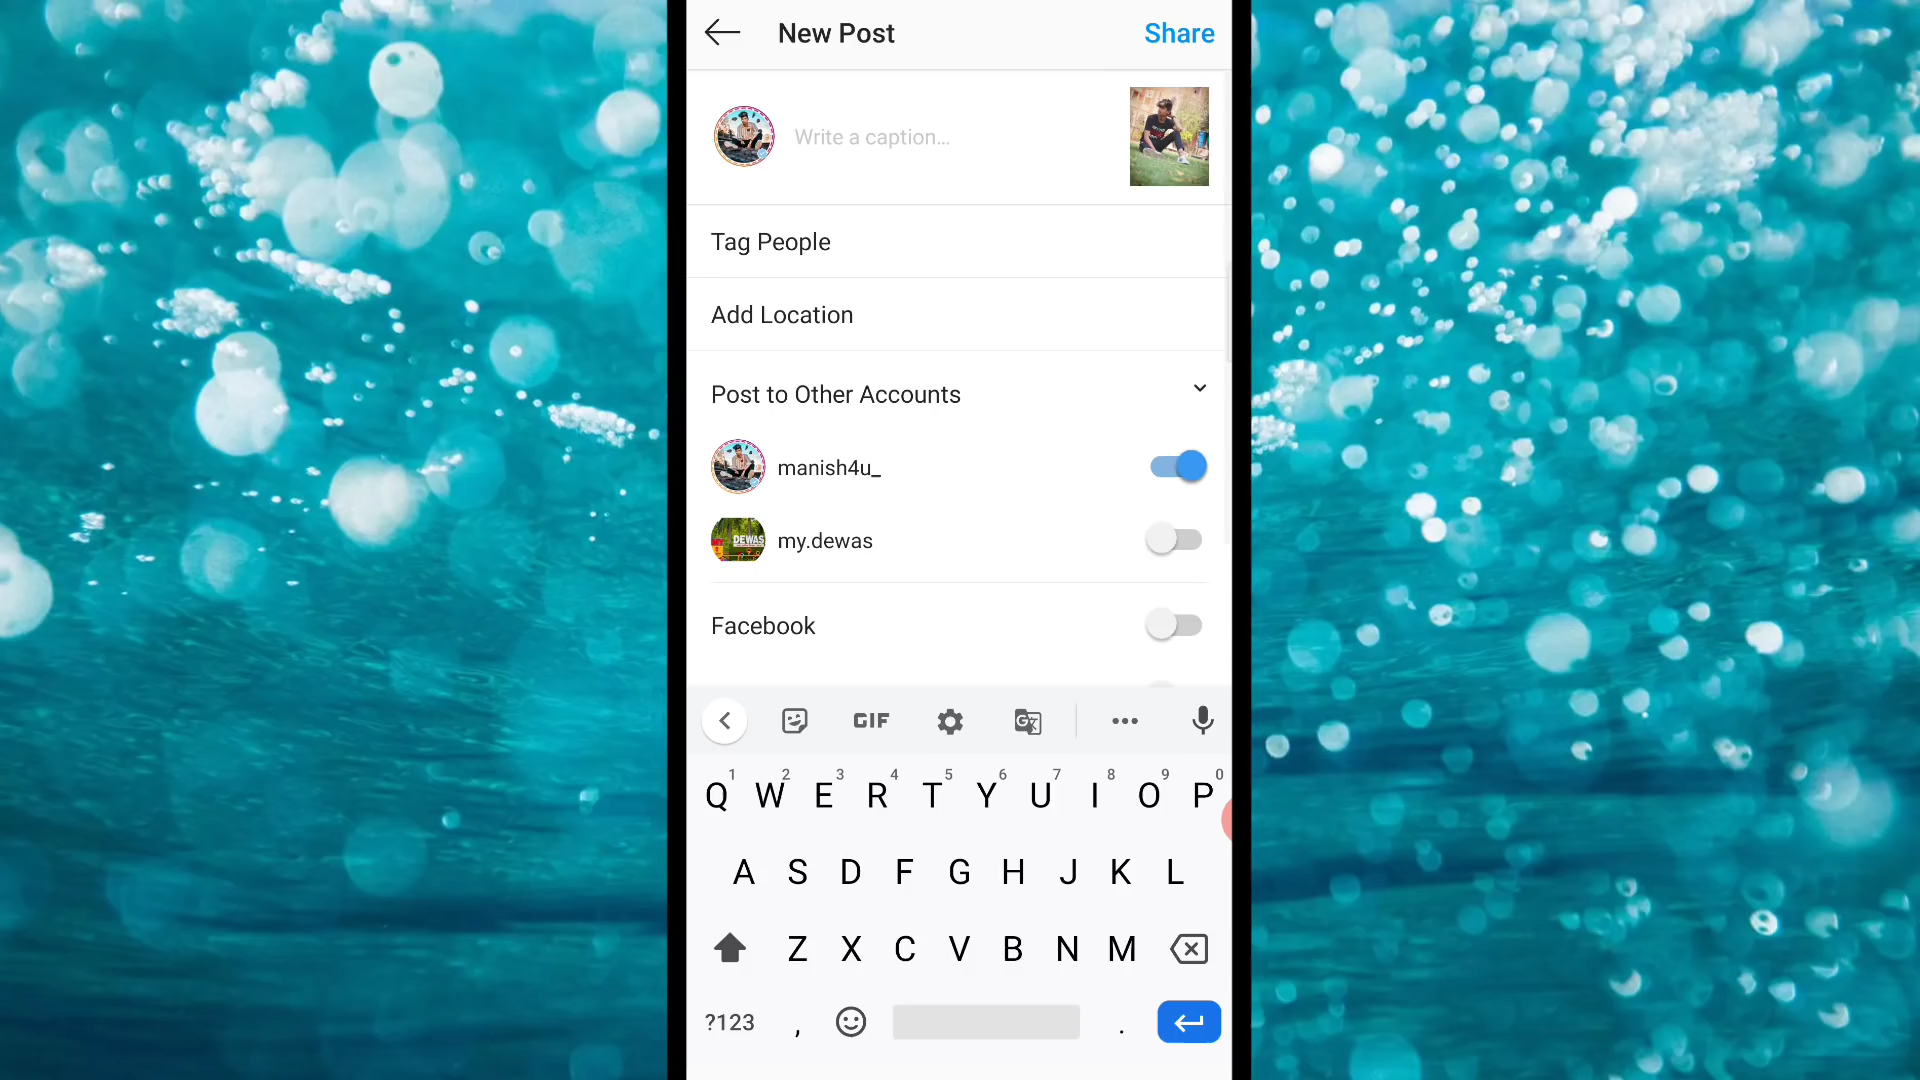 New Post
Share
Write a caption...
Tag People
Add Location
Post to Other Accounts
manish4u_
DEWAS
my.dewas
Facebook
GIF
G
1 2 3 4 5 6 7 8 9 0
Q W E R T Y U I O P
A S D F G H J K L
Z X C V B N M
?123 , .